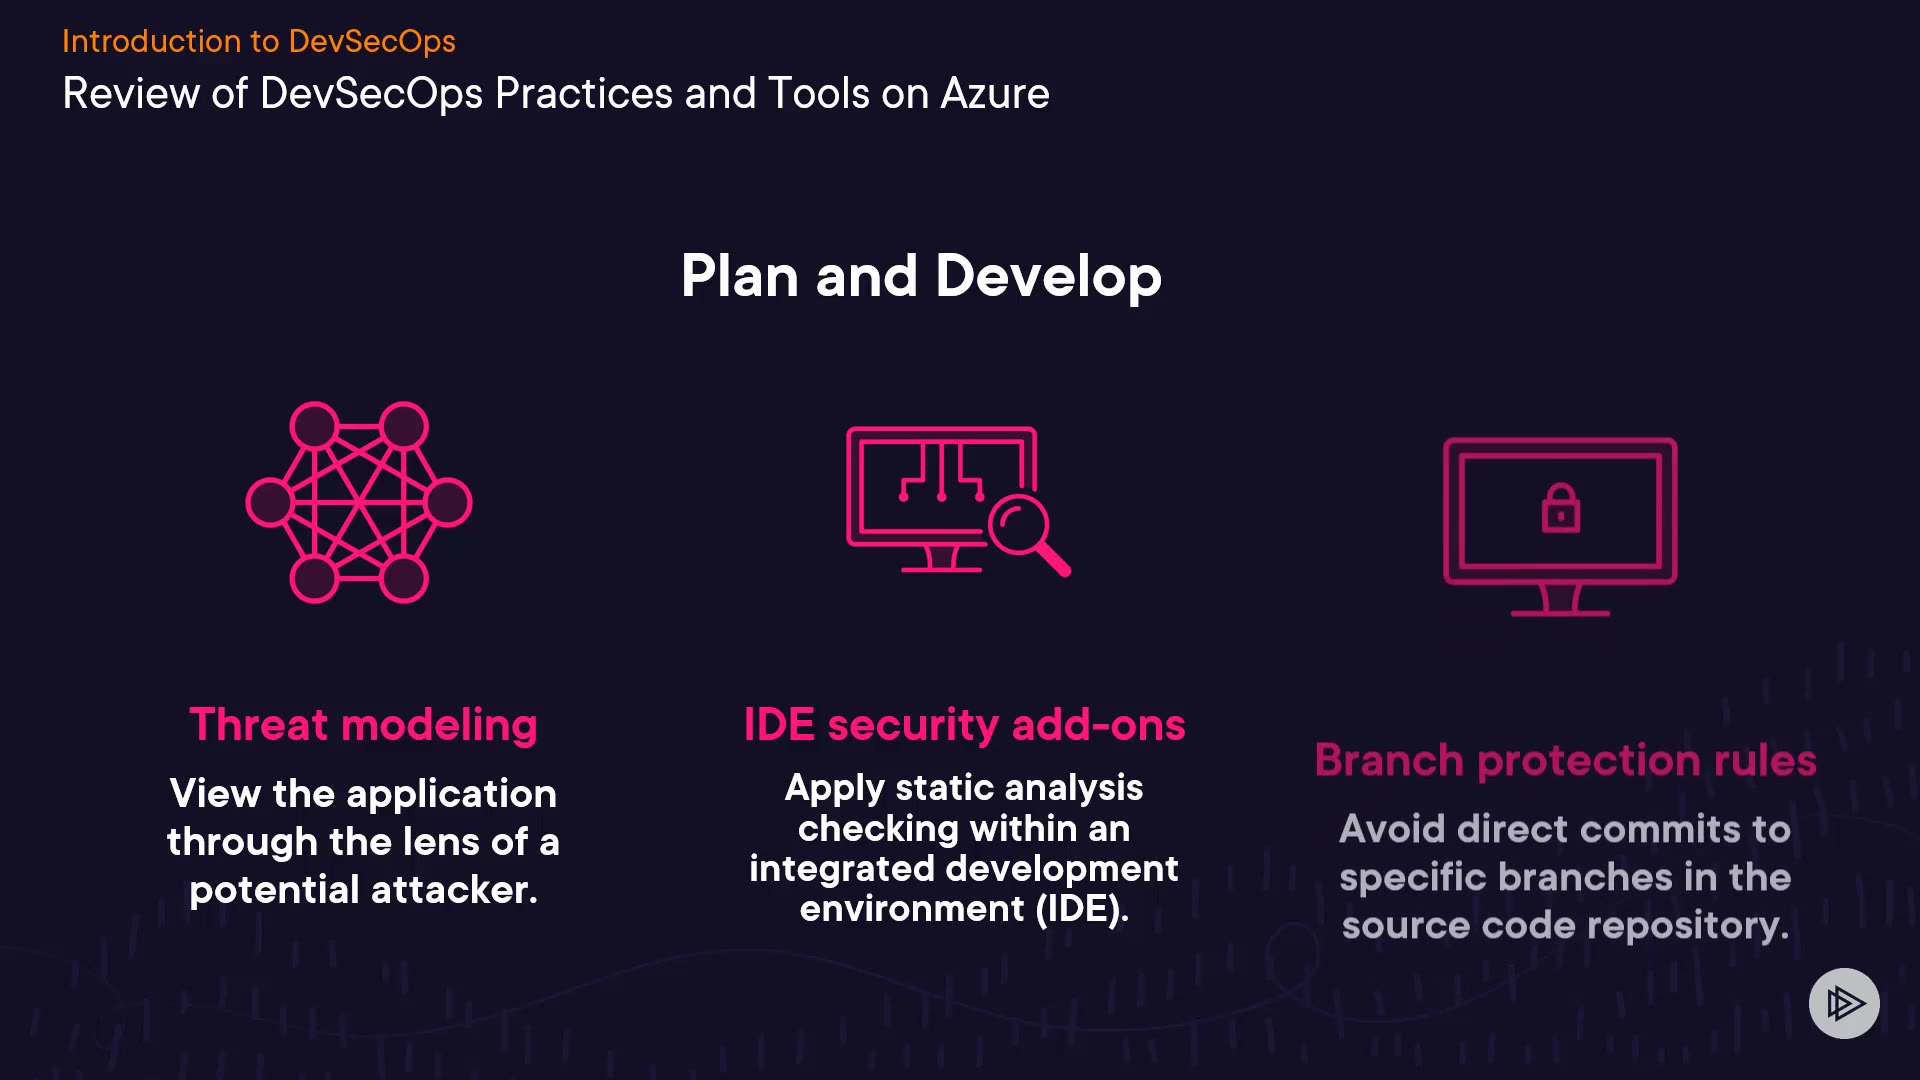 Introduction to DevSecOps
Review of DevSecOps Practices and Tools on Azure
Plan and Develop
Threat modeling
View the application
through the lens of a
potential attacker.
IDE security add-ons
Apply static analysis
checking within an
integrated development
environment (IDE).
Branch protection rules
Avoid direct commits to
specific branches in the
source code repository.